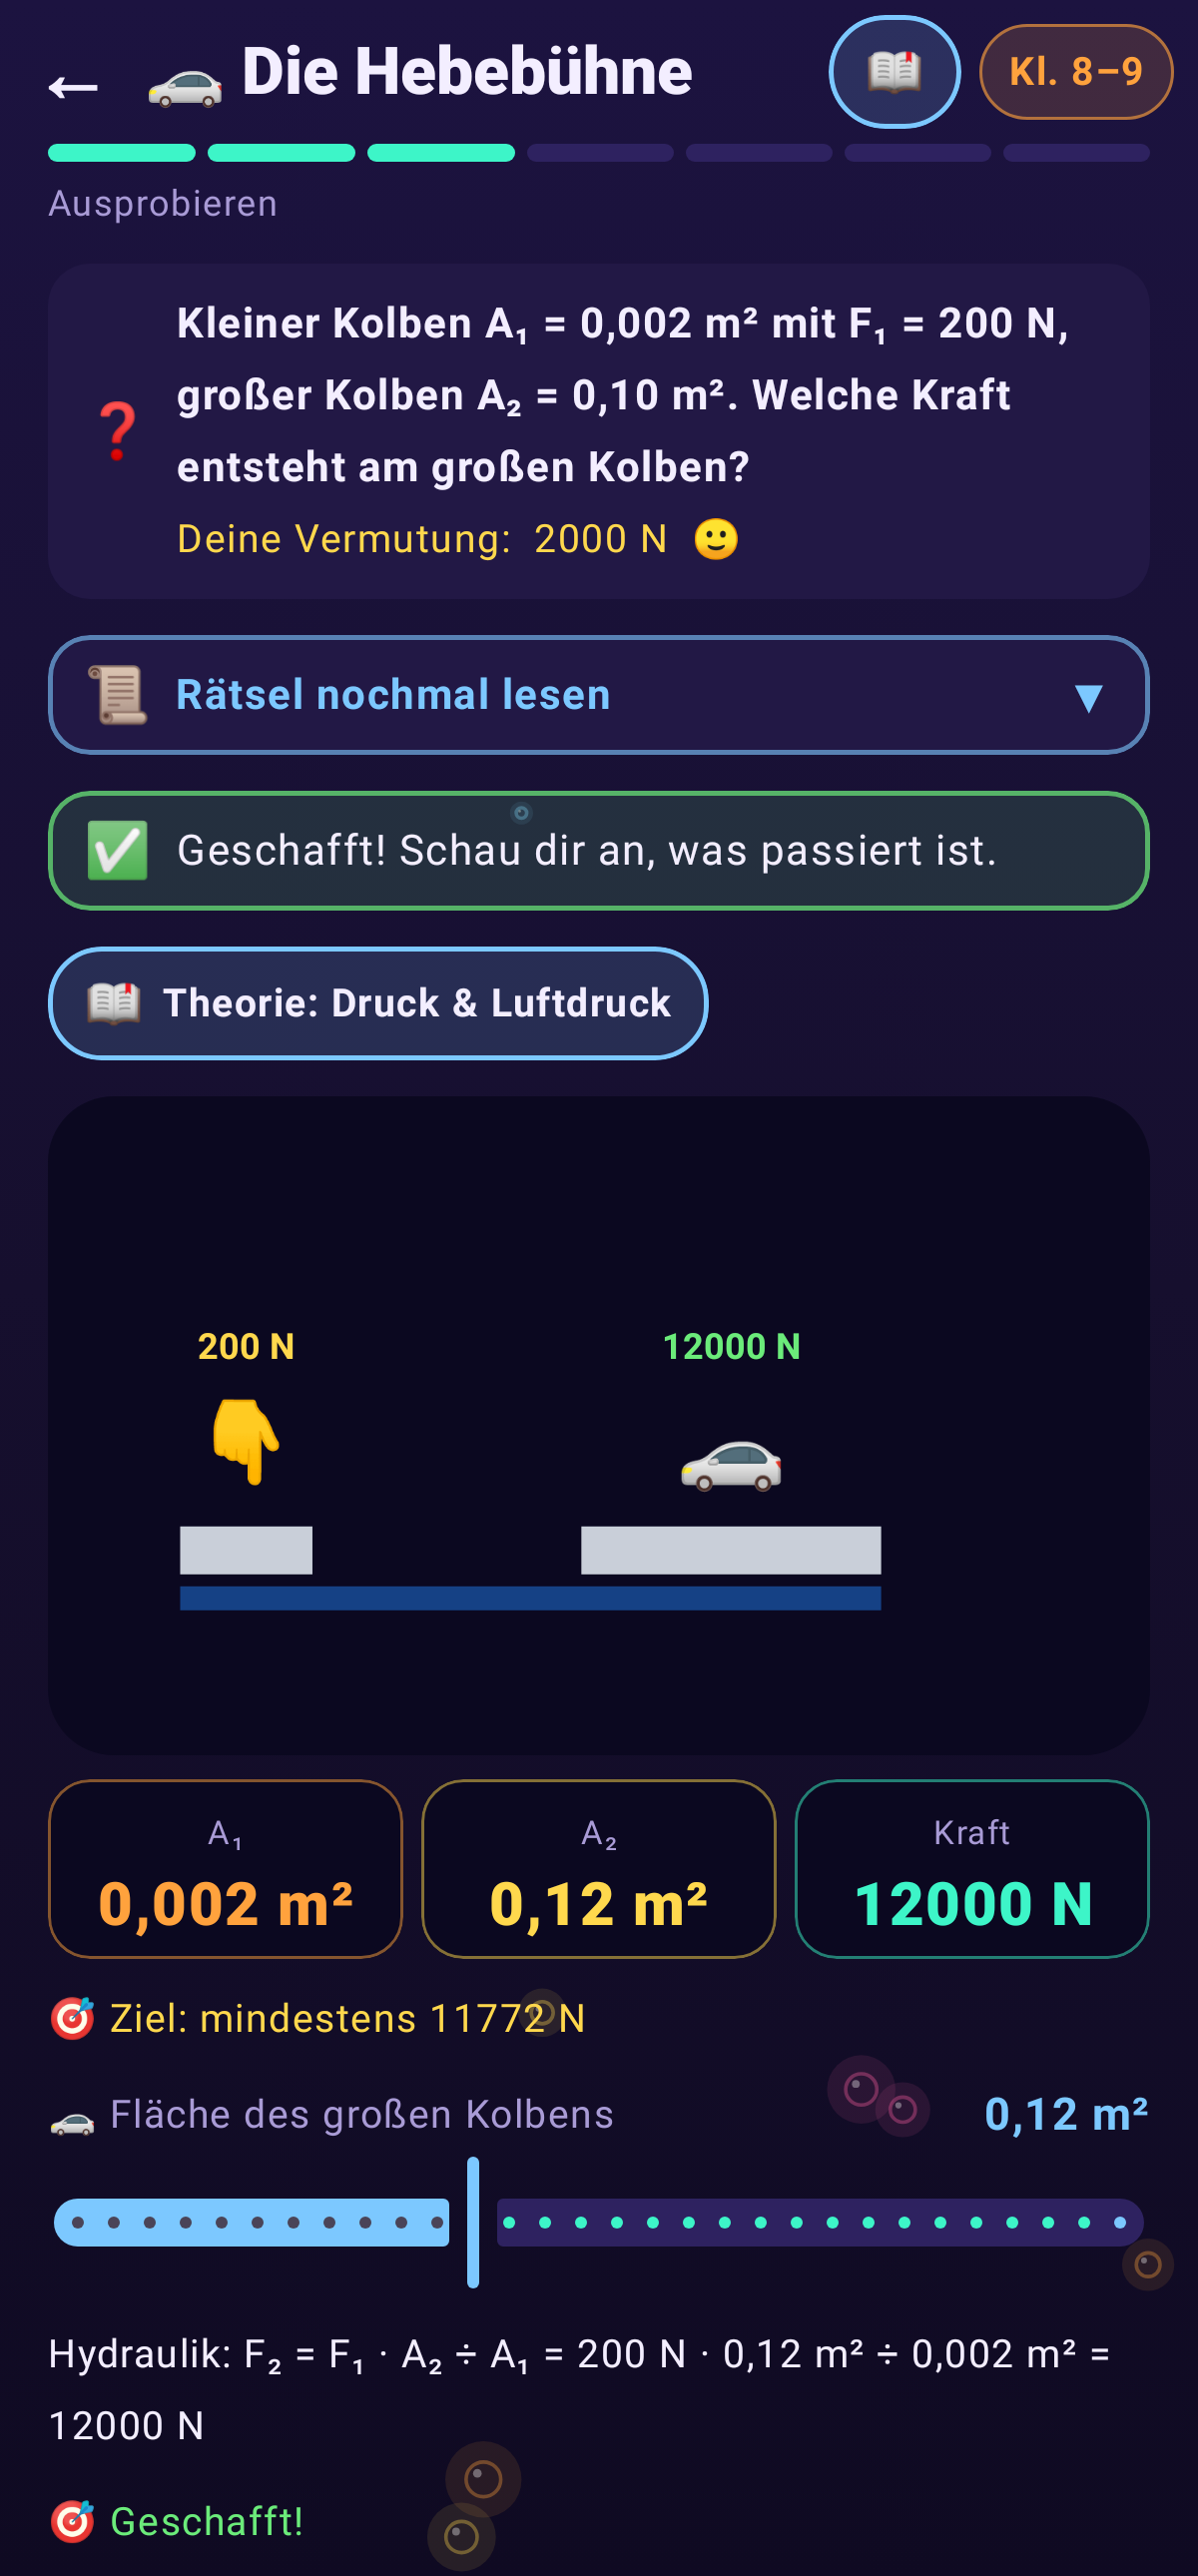 ← Die Hebebühne
Kl. 8–9
Ausprobieren
Kleiner Kolben A₁ = 0,002 m² mit F₁ = 200 N,
großer Kolben A₂ = 0,10 m². Welche Kraft
entsteht am großen Kolben?
Deine Vermutung: 2000 N
Rätsel nochmal lesen ▼
Geschafft! Schau dir an, was passiert ist.
Theorie: Druck & Luftdruck
200 N
12000 N
A₁
0,002 m²
A₂
0,12 m²
Kraft
12000 N
Ziel: mindestens 11772 N
Fläche des großen Kolbens
0,12 m²
Hydraulik: F₂ = F₁ · A₂ ÷ A₁ = 200 N · 0,12 m² ÷ 0,002 m² =
12000 N
Geschafft!